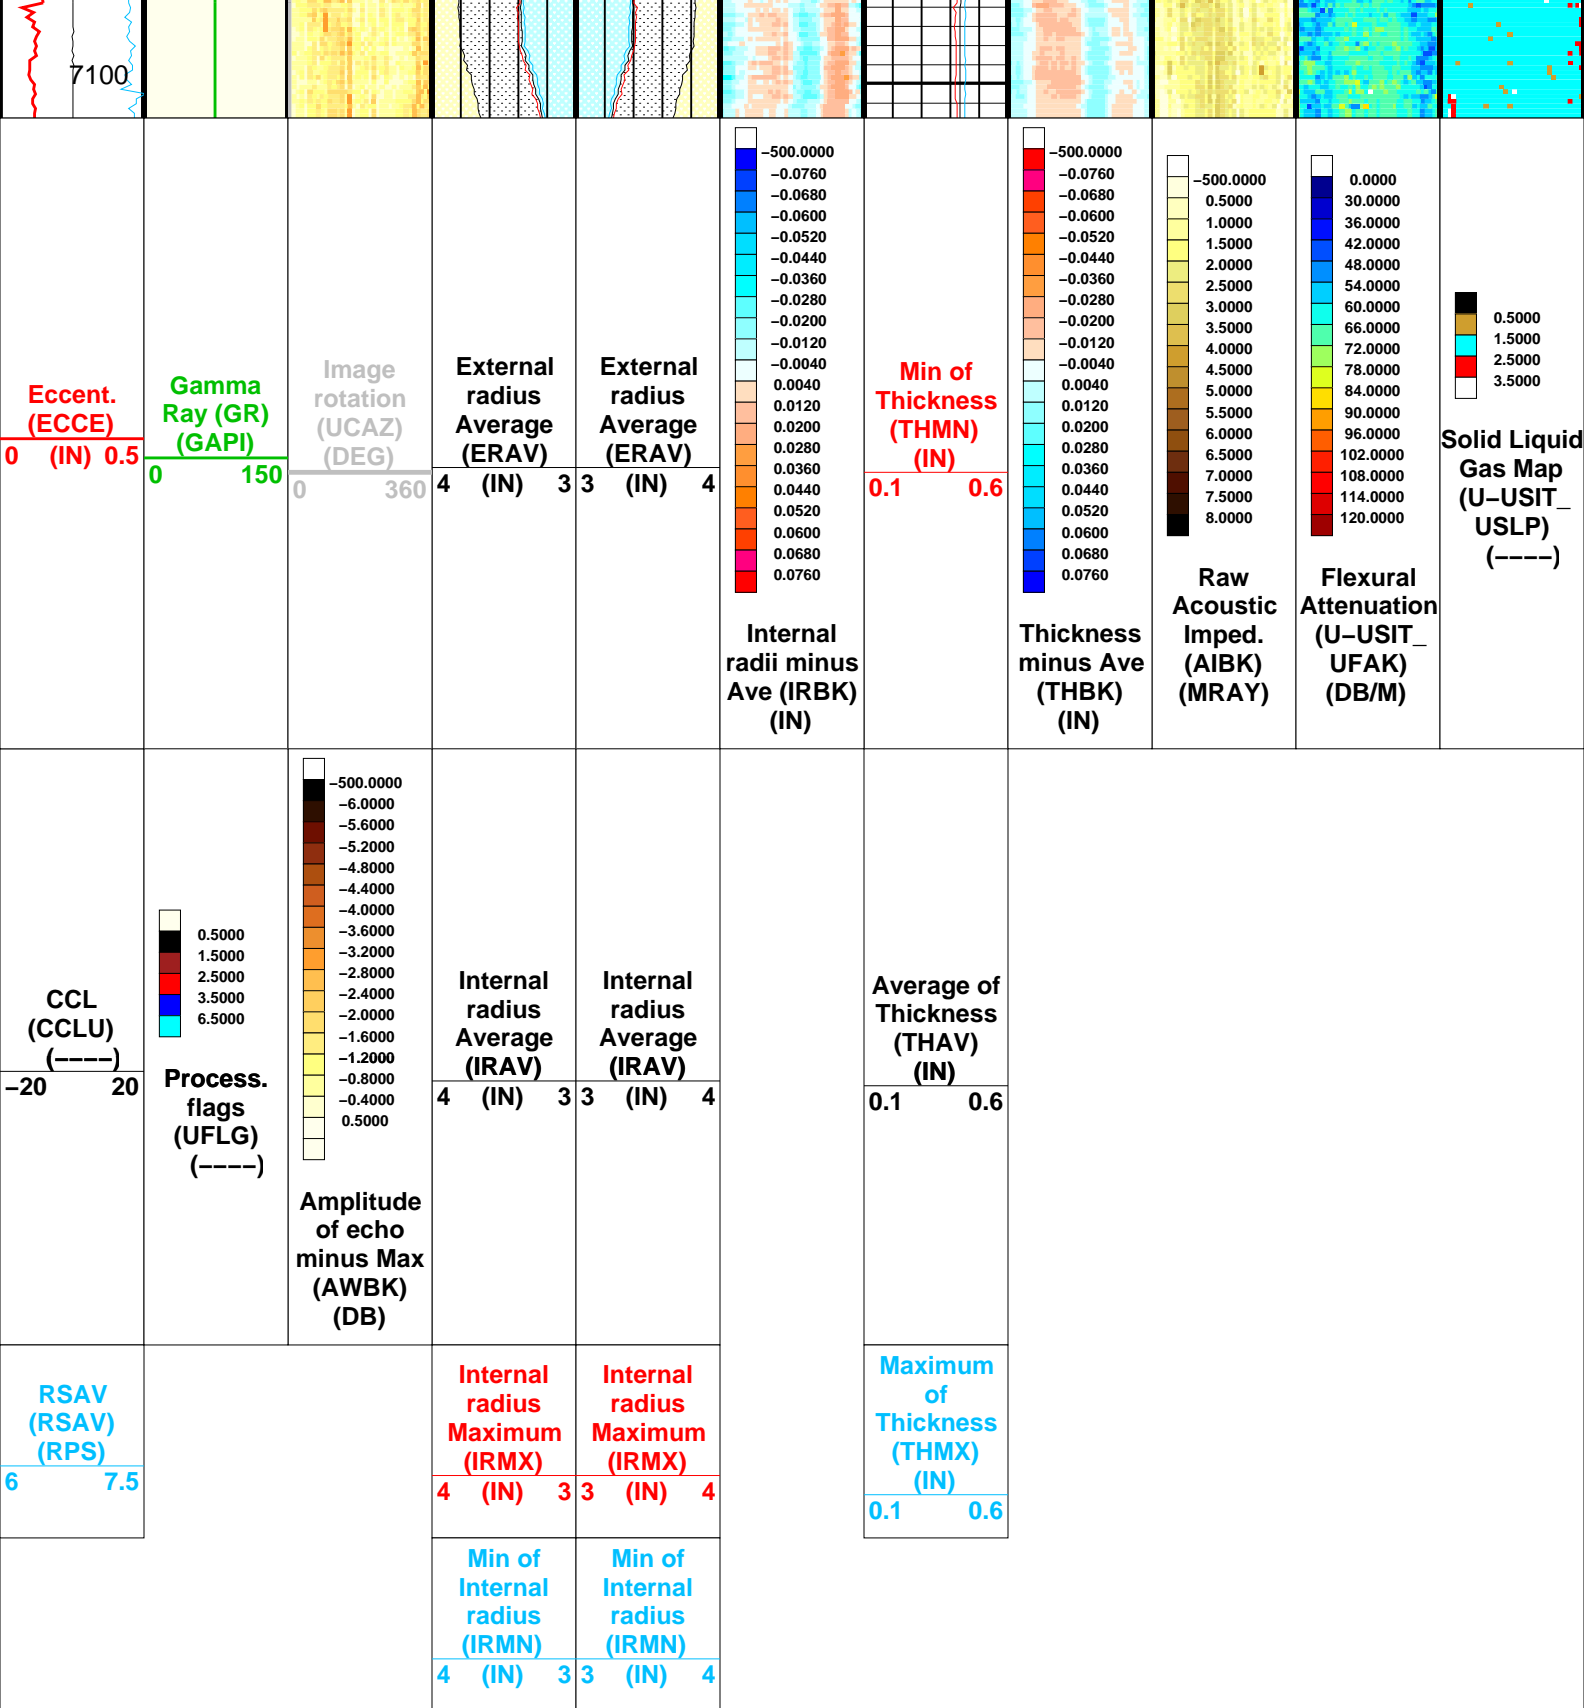 7100
Eccent.
(ECCE)
0 (IN) 0.5
Gamma
Ray (GR)
(GAPI)
0 150
Image
rotation
(UCAZ)
(DEG)
0 360
External
radius
Average
(ERAV)
4 (IN) 3
External
radius
Average
(ERAV)
3 (IN) 4
−500.0000
−0.0760
−0.0680
−0.0600
−0.0520
−0.0440
−0.0360
−0.0280
−0.0200
−0.0120
−0.0040
0.0040
0.0120
0.0200
0.0280
0.0360
0.0440
0.0520
0.0600
0.0680
0.0760
Internal
radii minus
Ave (IRBK)
(IN)
Min of
Thickness
(THMN)
(IN)
0.1 0.6
−500.0000
−0.0760
−0.0680
−0.0600
−0.0520
−0.0440
−0.0360
−0.0280
−0.0200
−0.0120
−0.0040
0.0040
0.0120
0.0200
0.0280
0.0360
0.0440
0.0520
0.0600
0.0680
0.0760
Thickness
minus Ave
(THBK)
(IN)
−500.0000
0.5000
1.0000
1.5000
2.0000
2.5000
3.0000
3.5000
4.0000
4.5000
5.0000
5.5000
6.0000
6.5000
7.0000
7.5000
8.0000
Raw
Acoustic
Imped.
(AIBK)
(MRAY)
0.0000
30.0000
36.0000
42.0000
48.0000
54.0000
60.0000
66.0000
72.0000
78.0000
84.0000
90.0000
96.0000
102.0000
108.0000
114.0000
120.0000
Flexural
Attenuation
(U−USIT_
UFAK)
(DB/M)
0.5000
1.5000
2.5000
3.5000
Solid Liquid
Gas Map
(U−USIT_
USLP)
(−−−−)
CCL
(CCLU)
(−−−−)
−20 20
0.5000
1.5000
2.5000
3.5000
6.5000
Process.
flags
(UFLG)
(−−−−)
−500.0000
−6.0000
−5.6000
−5.2000
−4.8000
−4.4000
−4.0000
−3.6000
−3.2000
−2.8000
−2.4000
−2.0000
−1.6000
−1.2000
−0.8000
−0.4000
0.5000
Amplitude
of echo
minus Max
(AWBK)
(DB)
Internal
radius
Average
(IRAV)
4 (IN) 3
Internal
radius
Average
(IRAV)
3 (IN) 4
Average of
Thickness
(THAV)
(IN)
0.1 0.6
RSAV
(RSAV)
(RPS)
6 7.5
Internal
radius
Maximum
(IRMX)
4 (IN) 3
Internal
radius
Maximum
(IRMX)
3 (IN) 4
Maximum
of
Thickness
(THMX)
(IN)
0.1 0.6
Min of
Internal
radius
(IRMN)
4 (IN) 3
Min of
Internal
radius
(IRMN)
3 (IN) 4